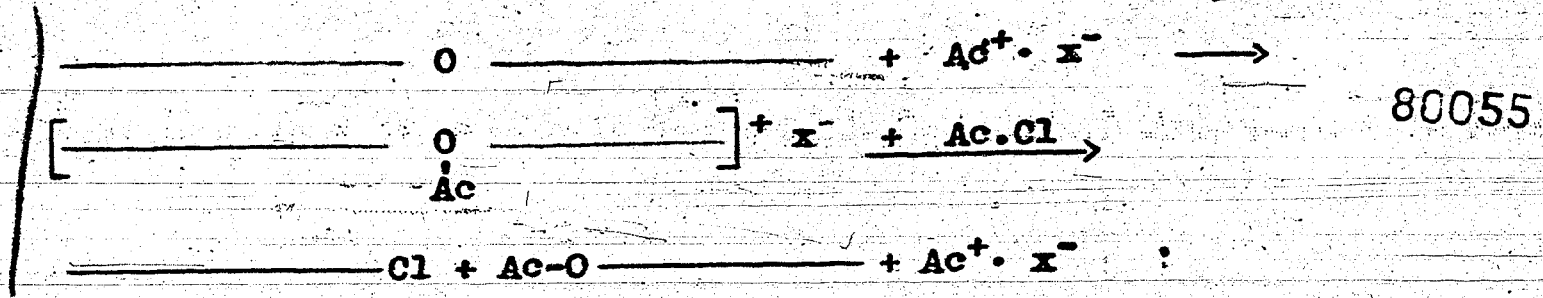 ——— O ——— + Ac⁺· x⁻ ⟶
80055
[——— O ———]⁺ x⁻ + Ac.Cl ⟶
Ac
———Cl + Ac-O——— + Ac⁺· x⁻ :